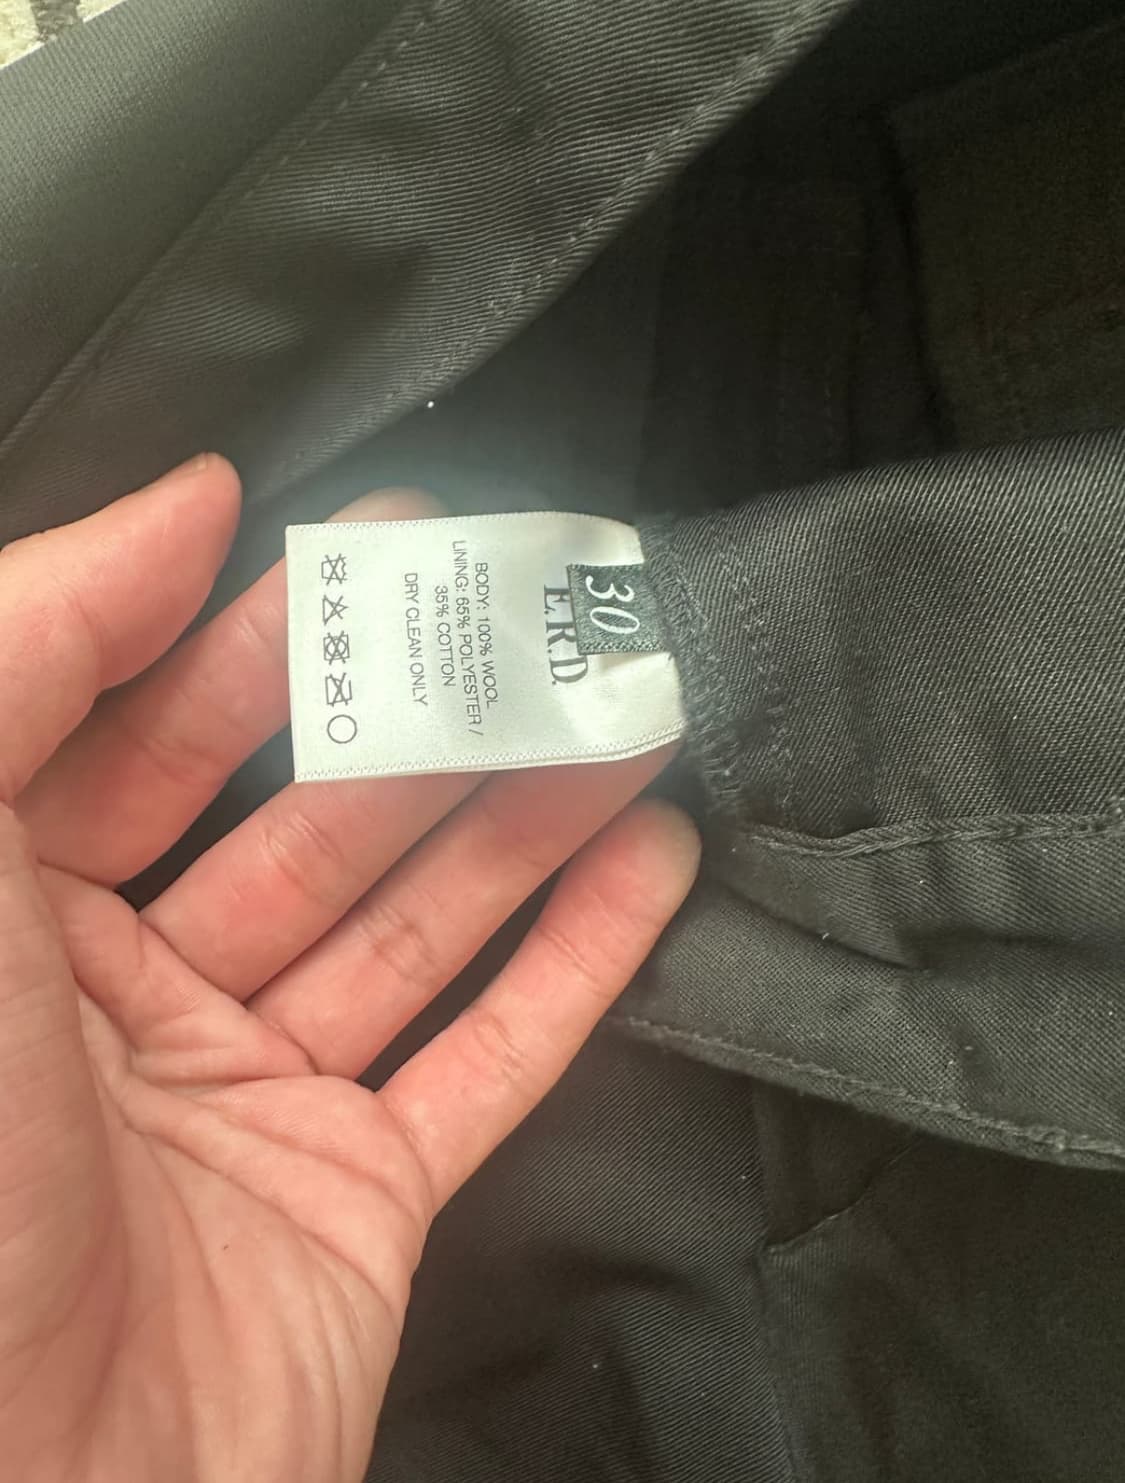 30
E.R.D.
BODY: 100% WOOL
LINING: 65% POLYESTER /
35% COTTON
DRY CLEAN ONLY